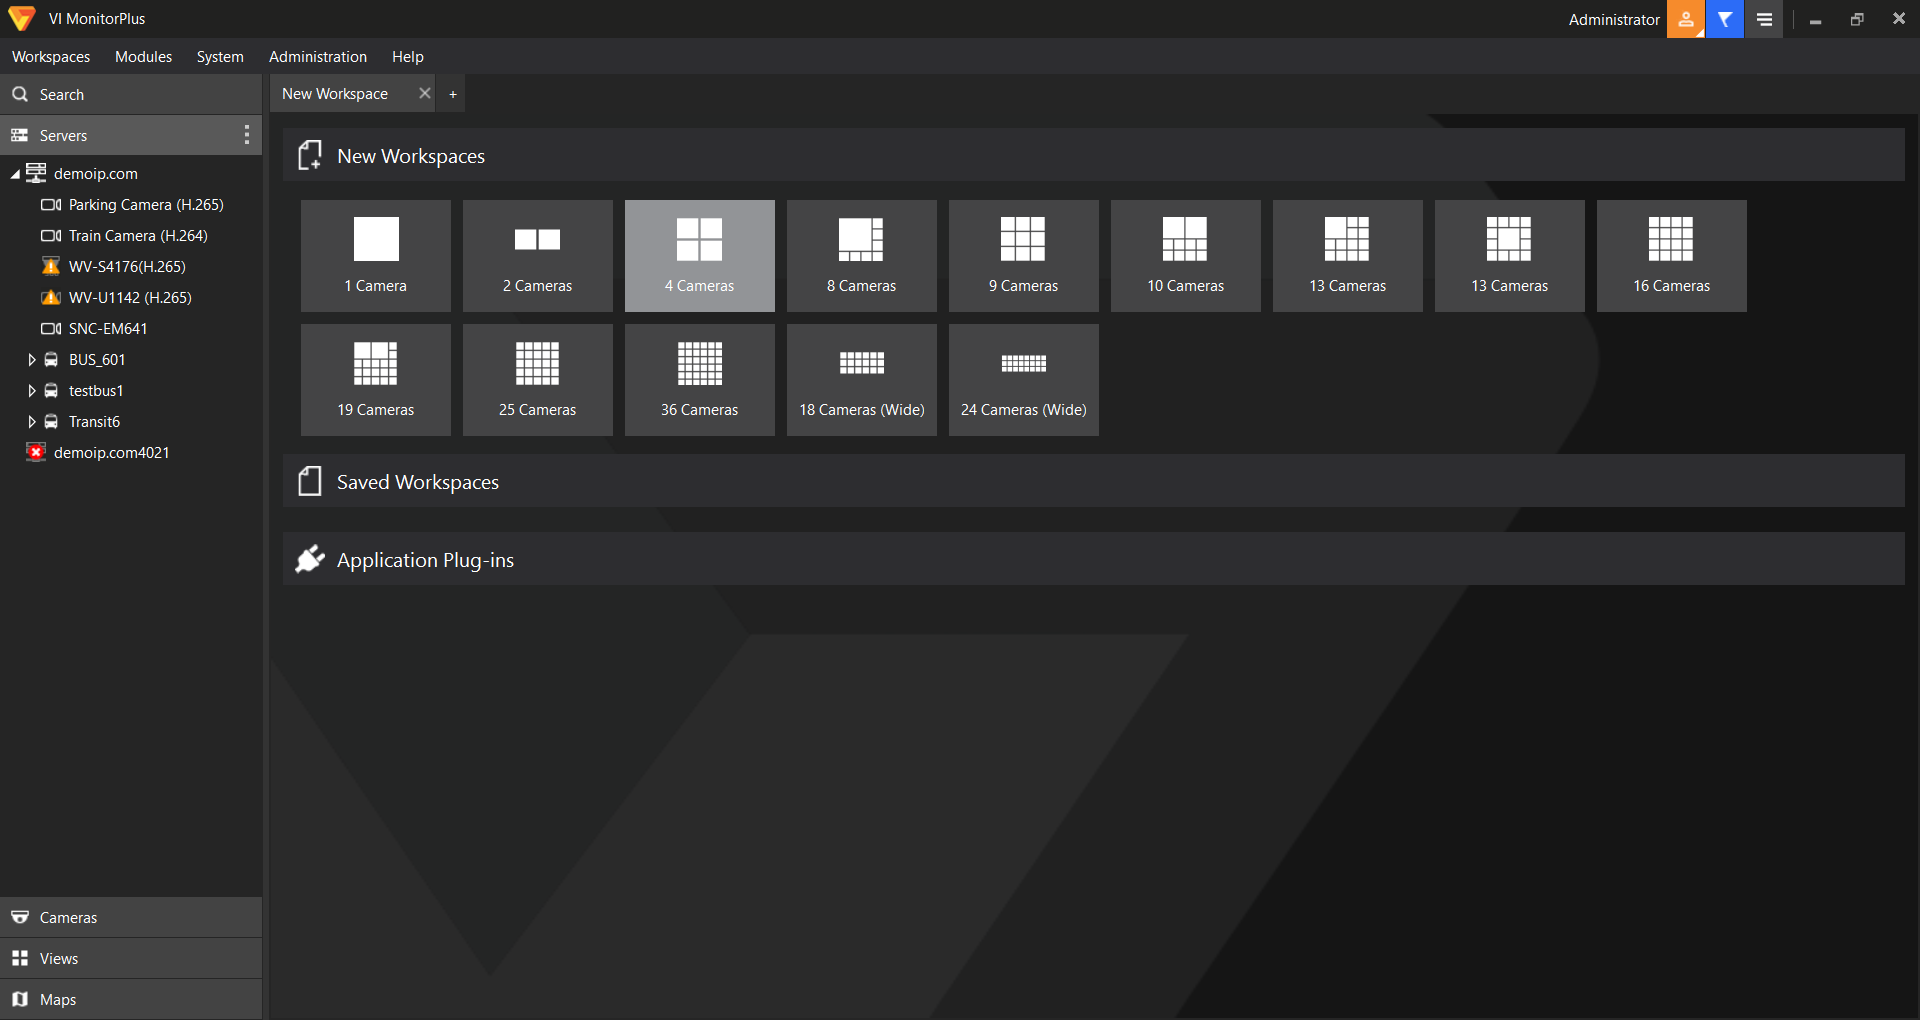 VI MonitorPlus
Administrator
Workspaces Modules System Administration Help
Search
New Workspace +
Servers
demoip.com
Parking Camera (H.265)
Train Camera (H.264)
WV-S4176(H.265)
WV-U1142 (H.265)
SNC-EM641
BUS_601
testbus1
Transit6
demoip.com4021
New Workspaces
1 Camera 2 Cameras 4 Cameras 8 Cameras 9 Cameras 10 Cameras 13 Cameras 13 Cameras 16 Cameras
19 Cameras 25 Cameras 36 Cameras 18 Cameras (Wide) 24 Cameras (Wide)
Saved Workspaces
Application Plug-ins
Cameras
Views
Maps